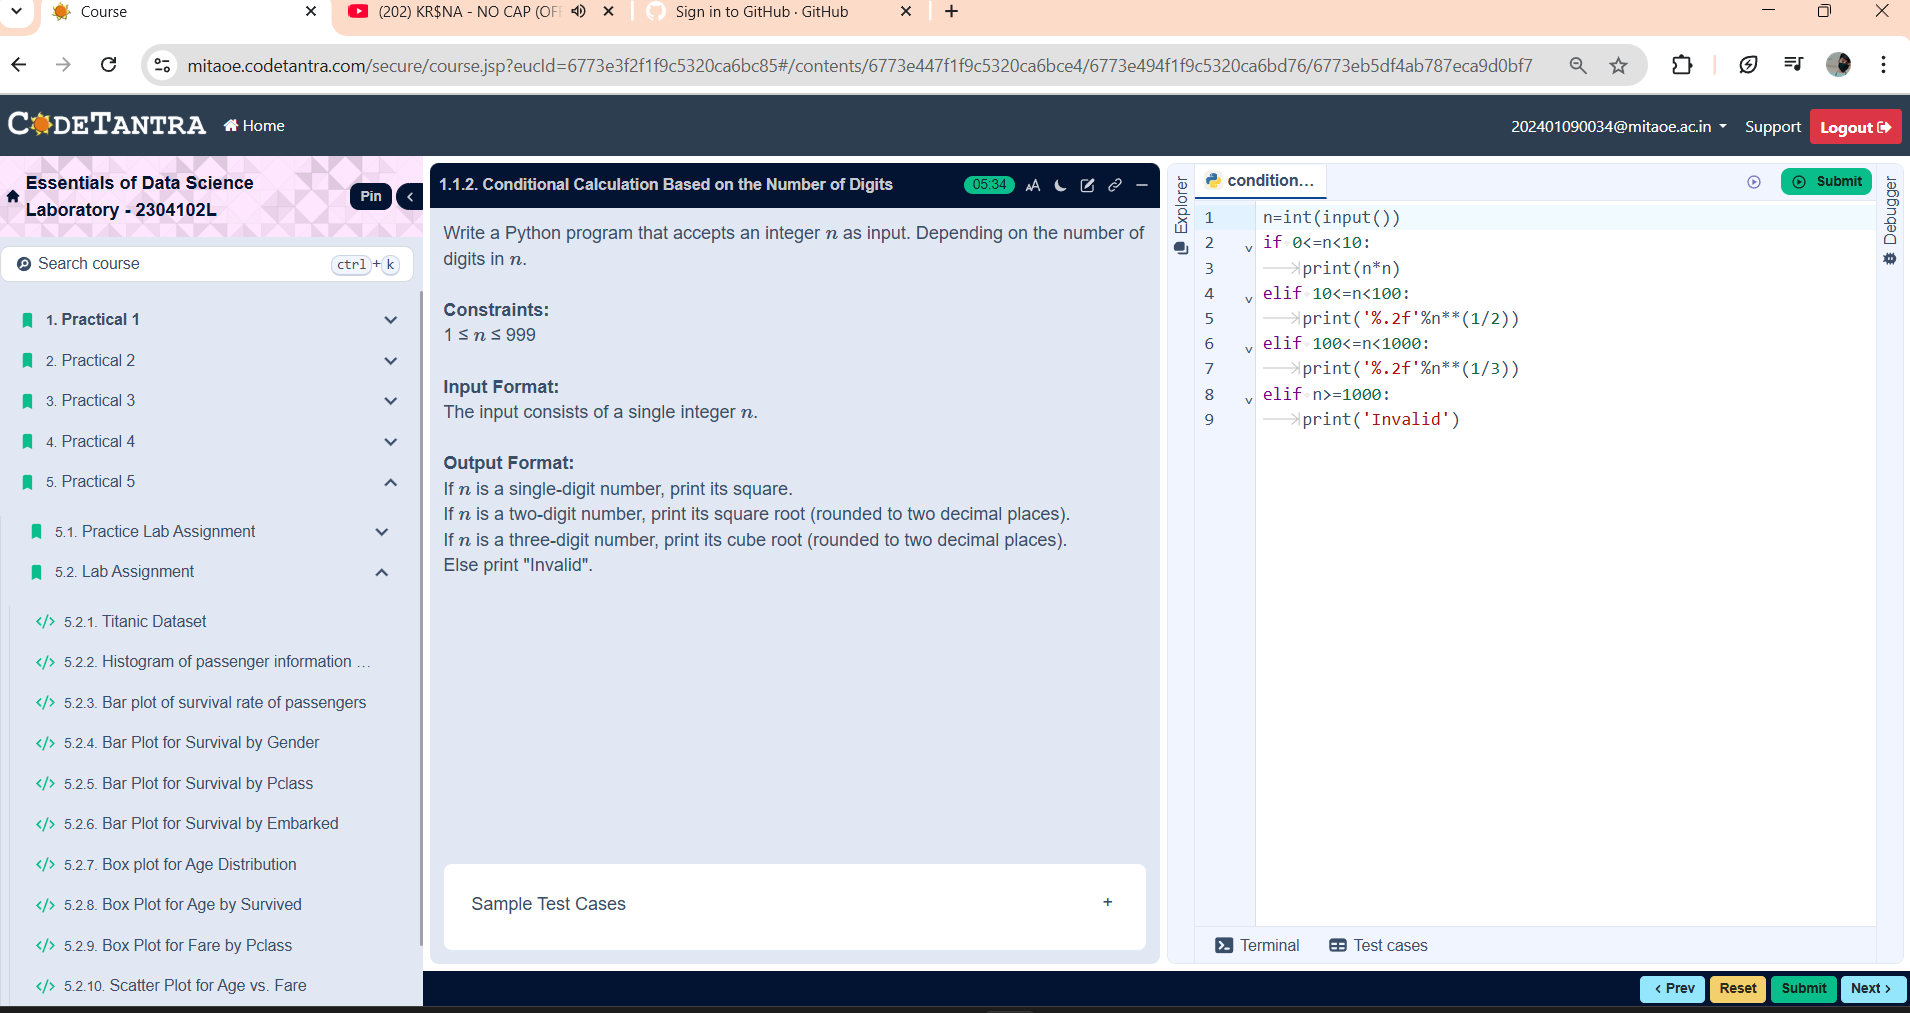 Course
(202) KR$NA - NO CAP (OF
Sign in to GitHub · GitHub
mitaoe.codetantra.com/secure/course.jsp?eucId=6773e3f2f1f9c5320ca6bc85#/contents/6773e447f1f9c5320ca6bce4/6773e494f1f9c5320ca6bd76/6773eb5df4ab787eca9d0bf7
CODETANTRA
Home
202401090034@mitaoe.ac.in
Support
Logout
Essentials of Data Science
Laboratory - 2304102L
Pin
Search course
ctrl + k
1. Practical 1
2. Practical 2
3. Practical 3
4. Practical 4
5. Practical 5
5.1. Practice Lab Assignment
5.2. Lab Assignment
5.2.1. Titanic Dataset
5.2.2. Histogram of passenger information ...
5.2.3. Bar plot of survival rate of passengers
5.2.4. Bar Plot for Survival by Gender
5.2.5. Bar Plot for Survival by Pclass
5.2.6. Bar Plot for Survival by Embarked
5.2.7. Box plot for Age Distribution
5.2.8. Box Plot for Age by Survived
5.2.9. Box Plot for Fare by Pclass
5.2.10. Scatter Plot for Age vs. Fare
1.1.2. Conditional Calculation Based on the Number of Digits
05:34
AA
Write a Python program that accepts an integer n as input. Depending on the number of
digits in n.
Constraints:
1 ≤ n ≤ 999
Input Format:
The input consists of a single integer n.
Output Format:
If n is a single-digit number, print its square.
If n is a two-digit number, print its square root (rounded to two decimal places).
If n is a three-digit number, print its cube root (rounded to two decimal places).
Else print "Invalid".
Sample Test Cases
+
Explorer
condition...
Submit
Debugger
1 n=int(input())
2 if 0<=n<10:
3 print(n*n)
4 elif 10<=n<100:
5 print('%.2f'%n**(1/2))
6 elif 100<=n<1000:
7 print('%.2f'%n**(1/3))
8 elif n>=1000:
9 print('Invalid')
Terminal
Test cases
< Prev
Reset
Submit
Next >